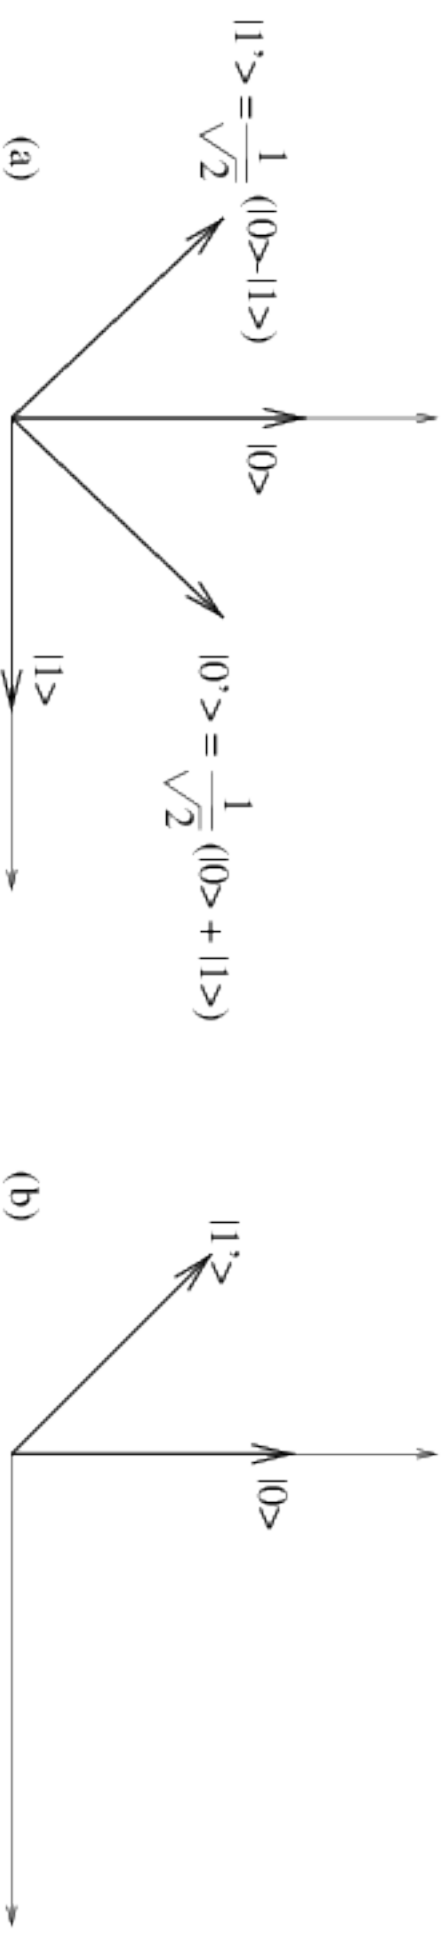 |1'> = 1/√2 (|0>-|1>)
|0>
|0'> = 1/√2 (|0> + |1>)
|1>
(a)
|1'>
|0>
(b)